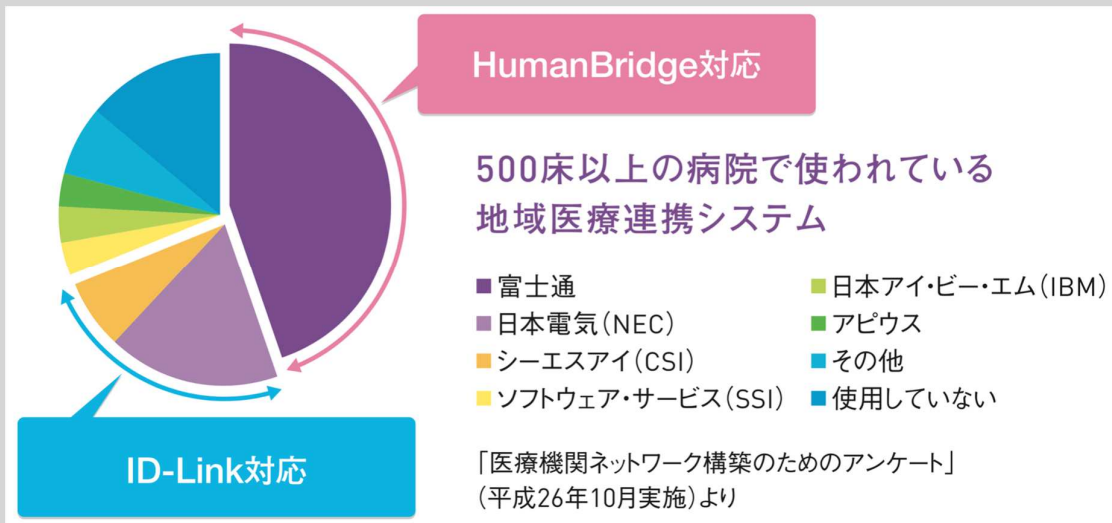 HumanBridge対応
500床以上の病院で使われている
地域医療連携システム
富士通
日本電気(NEC)
シーエスアイ(CSI)
ソフトウェア・サービス(SSI)
日本アイ・ビー・エム(IBM)
アピウス
その他
使用していない
ID-Link対応
「医療機関ネットワーク構築のためのアンケート」
(平成26年10月実施)より